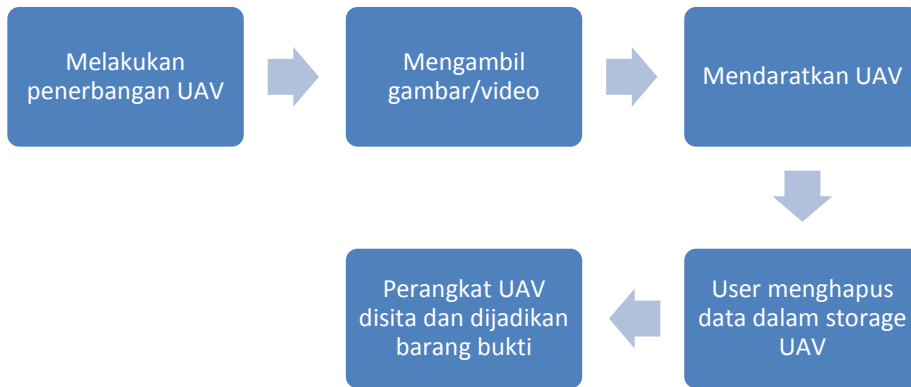 Melakukan
penerbangan UAV
Mengambil
gambar/video
Mendaratkan UAV
User menghapus
data dalam storage
UAV
Perangkat UAV
disita dan dijadikan
barang bukti